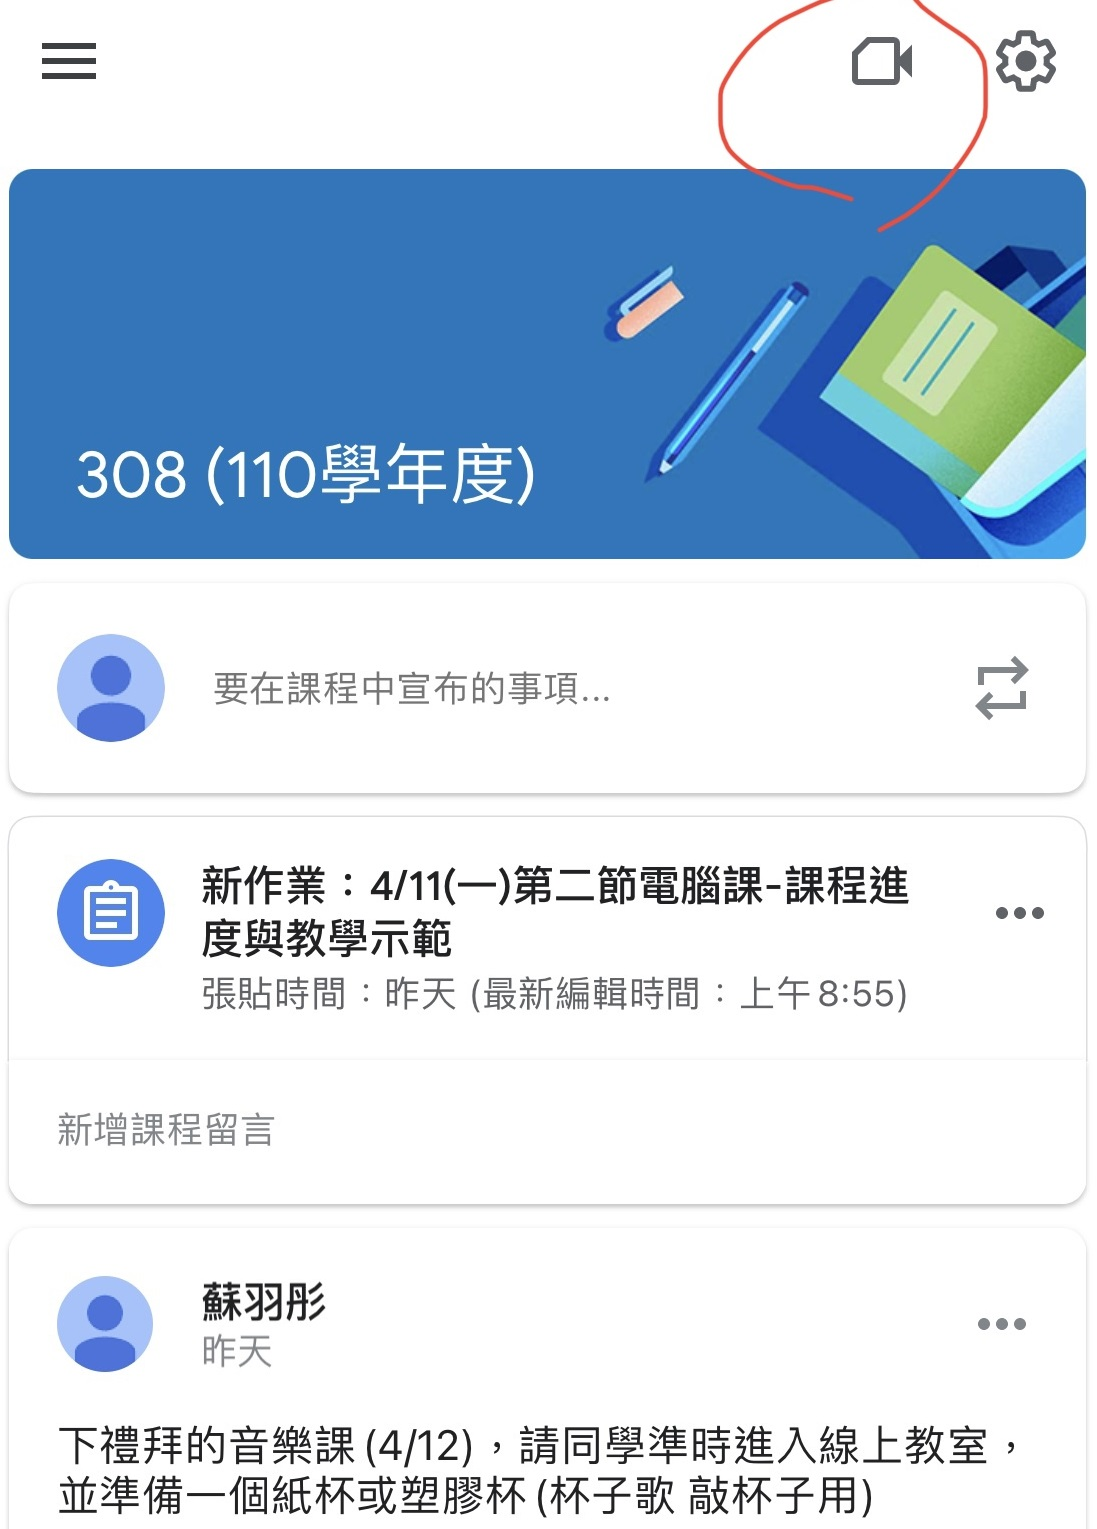 308 (110學年度)
要在課程中宣布的事項...
新作業：4/11(一)第二節電腦課-課程進
度與教學示範
張貼時間：昨天 (最新編輯時間：上午8:55)
新增課程留言
蘇羽彤
昨天
下禮拜的音樂課(4/12)，請同學準時進入線上教室，
並準備一個紙杯或塑膠杯(杯子歌 敲杯子用)